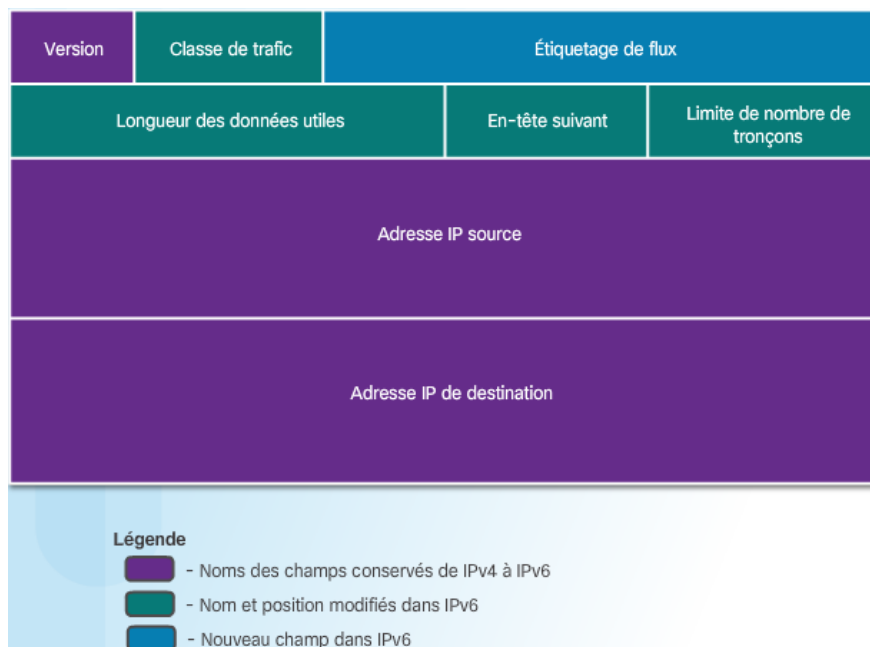 Version
Classe de trafic
Étiquetage de flux
Longueur des données utiles
En-tête suivant
Limite de nombre de
tronçons
Adresse IP source
Adresse IP de destination
Légende
- Noms des champs conservés de IPv4 à IPv6
- Nom et position modifiés dans IPv6
- Nouveau champ dans IPv6